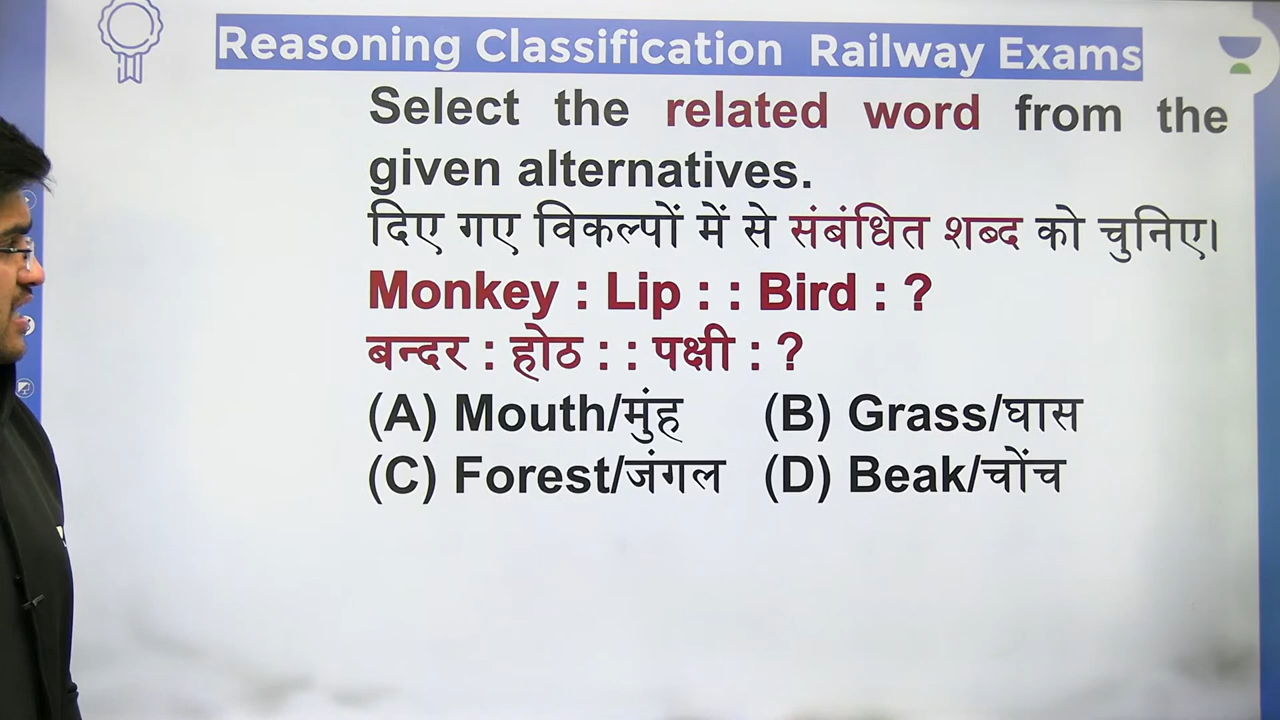 Reasoning Classification Railway Exams
Select the related word from the
given alternatives.
दिए गए विकल्पों में से संबंधित शब्द को चुनिए।
Monkey : Lip : : Bird : ?
बन्दर : होठ : : पक्षी : ?
(A) Mouth/मुंह (B) Grass/घास
(C) Forest/जंगल (D) Beak/चोंच